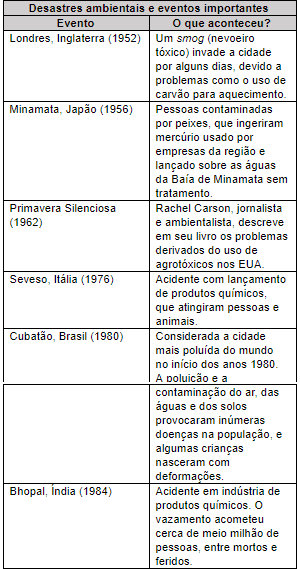 Desastres ambientais e eventos importantes
Evento O que aconteceu?
Londres, Inglaterra (1952) Um smog (nevoeiro
tóxico) invade a cidade
por alguns dias, devido a
problemas como o uso de
carvão para aquecimento.
Minamata, Japão (1956) Pessoas contaminadas
por peixes, que ingeriram
mercúrio usado por
empresas da região e
lançado sobre as águas
da Baía de Minamata sem
tratamento.
Primavera Silenciosa Rachel Carson, jornalista
(1962) e ambientalista, descreve
em seu livro os problemas
derivados do uso de
agrotóxicos nos EUA.
Seveso, Itália (1976) Acidente com lançamento
de produtos químicos,
que atingiram pessoas e
animais.
Cubatão, Brasil (1980) Considerada a cidade
mais poluída do mundo
no início dos anos 1980.
A poluição e a
contaminação do ar, das
águas e dos solos
provocaram inúmeras
doenças na população, e
algumas crianças
nasceram com
deformações.
Bhopal, Índia (1984) Acidente em indústria de
produtos químicos. O
vazamento acometeu
cerca de meio milhão de
pessoas, entre mortos e
feridos.